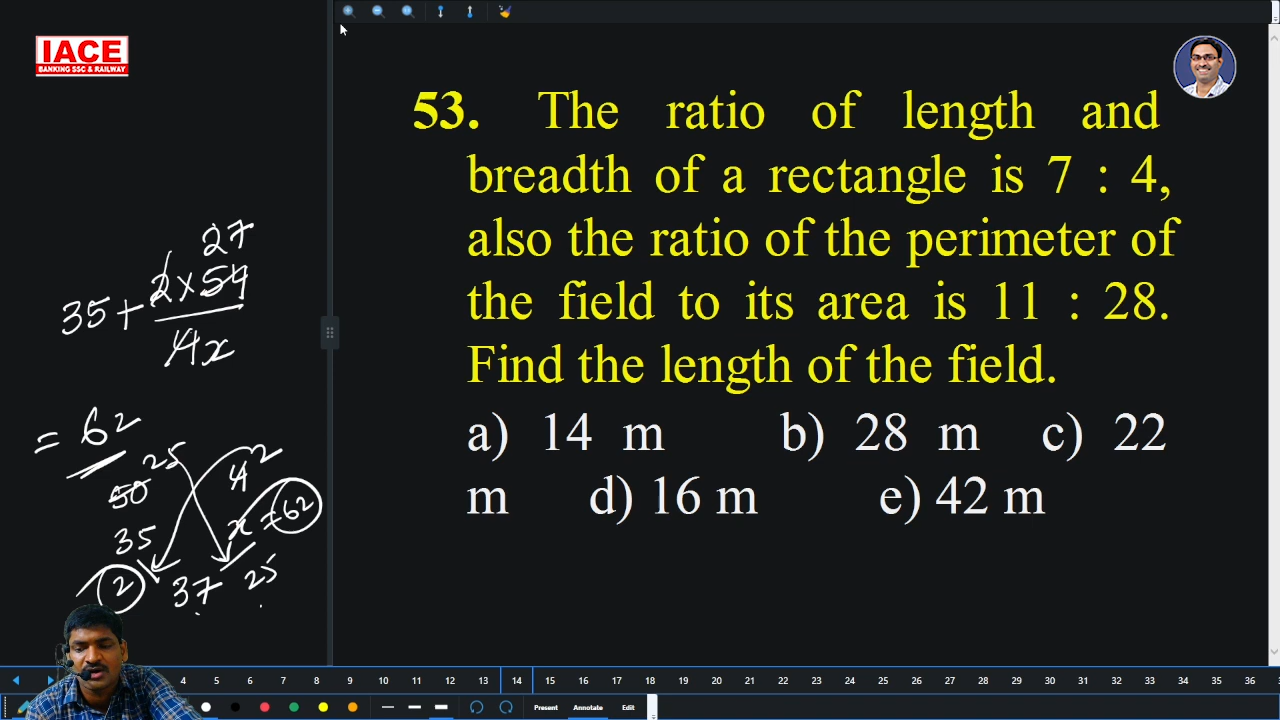 IACE
BANKING SSC & RAILWAY
53. The ratio of length and
breadth of a rectangle is 7 : 4,
also the ratio of the perimeter of
the field to its area is 11 : 28.
Find the length of the field.
a) 14 m b) 28 m c) 22
m d) 16 m e) 42 m
27
35 + 2 × 54
4x
= 62
50 25 4 2
35 x = 62
2 37 25
4 5 6 7 8 9 10 11 12 13 14 15 16 17 18 19 20 21 22 23 24 25 26 27 28 29 30 31 32 33 34 35 36
Present Annotate Edit